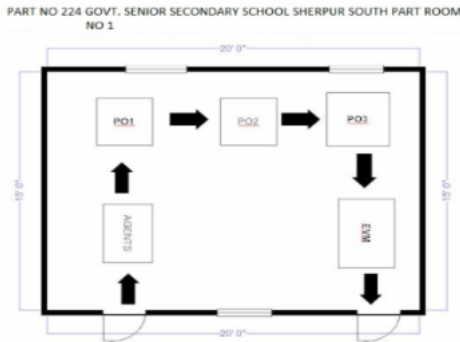 PART NO 224 GOVT. SENIOR SECONDARY SCHOOL SHERPUR SOUTH PART ROOM
NO 1
20' 0"
15' 0"
PO1
PO2
PO3
15' 0"
AGENTS
EVM
20' 0"